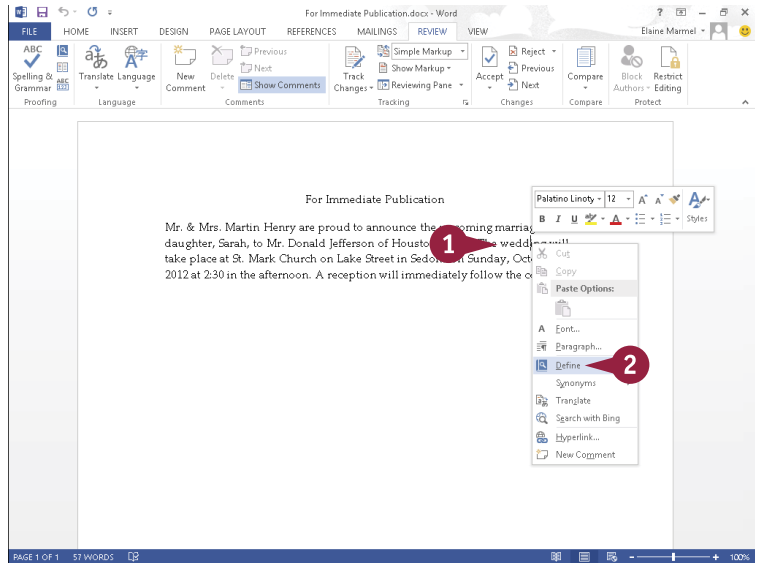 For Immediate Publication.docx - Word
FILE HOME INSERT DESIGN PAGE LAYOUT REFERENCES MAILINGS REVIEW VIEW Elaine Marmel
ABC Previous Simple Markup Reject
Next Show Markup Previous
Spelling & Grammar ABC 123 Translate Language New Comment Delete Show Comments Track Changes Reviewing Pane Accept Next Compare Block Authors Restrict Editing
Proofing Language Comments Tracking Changes Compare Protect
For Immediate Publication
Mr. & Mrs. Martin Henry are proud to announce the
daughter, Sarah, to Mr. Donald Jefferson of
take place at St. Mark Church on Lake Street in Sunday,
2012 at 2:30 in the afternoon. A reception will immediately follow the
Palatino Linoty 12 A A
B I U A Styles
1
Cut
Copy
Paste Options:
A Font...
Paragraph...
Define
2
Synonyms
Translate
Search with Bing
Hyperlink...
New Comment
PAGE 1 OF 1 57 WORDS 100%